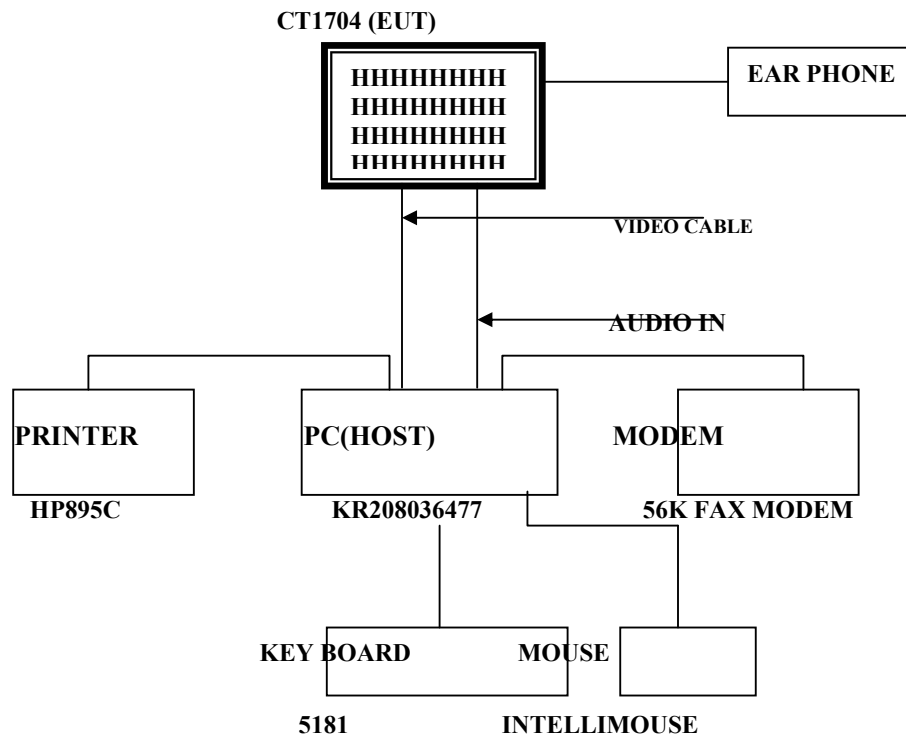 CT1704 (EUT)
HHHHHHHH
HHHHHHHH
HHHHHHHH
HHHHHHHH
EAR PHONE
VIDEO CABLE
AUDIO IN
PRINTER
PC(HOST)
MODEM
HP895C
KR208036477
56K FAX MODEM
KEY BOARD
MOUSE
5181
INTELLIMOUSE